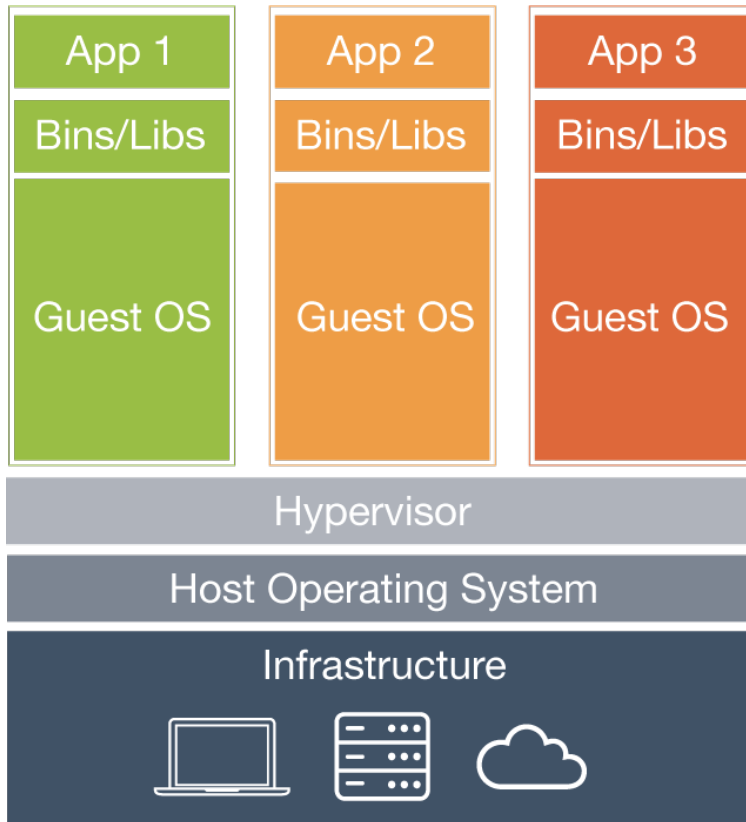 App 1
App 2
App 3
Bins/Libs
Bins/Libs
Bins/Libs
Guest OS
Guest OS
Guest OS
Hypervisor
Host Operating System
Infrastructure